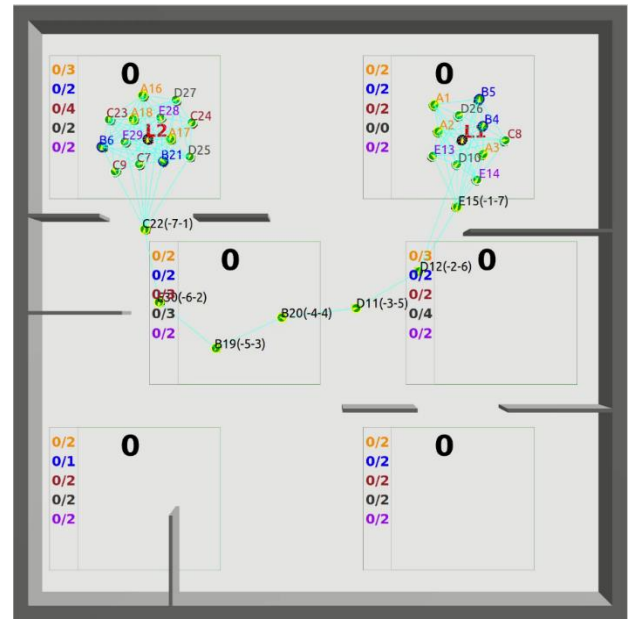 0/3
0/2
0/4
0/2
0/2
0
A16
D27
C23
A18
E28
C24
B6
E29
L2
A17
C9
C7
B21
D25
0/2
0/2
0/2
0/0
0/2
0
A1
B5
D26
A2
B4
L1
C8
E13
D10
A3
E14
E15(-1-7)
C22(-7-1)
0/2
0/2
0/3
0/3
0/2
0
E30(-6-2)
B19(-5-3)
B20(-4-4)
D11(-3-5)
D12(-2-6)
0/3
0/2
0/2
0/4
0/2
0
0/2
0/1
0/2
0/2
0/2
0
0/2
0/2
0/2
0/2
0/2
0